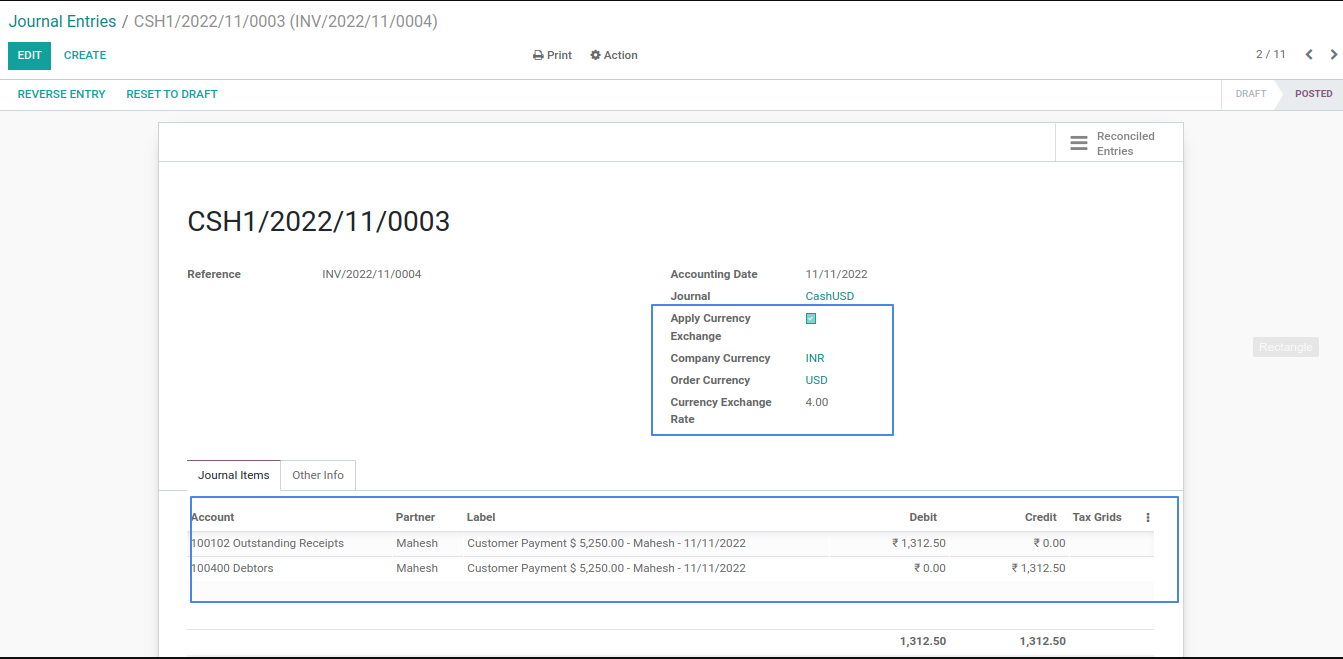 Journal Entries / CSH1/2022/11/0003 (INV/2022/11/0004)
EDIT CREATE Print Action 2 / 11
REVERSE ENTRY RESET TO DRAFT DRAFT POSTED
Reconciled
Entries
CSH1/2022/11/0003
Reference INV/2022/11/0004 Accounting Date 11/11/2022
Journal CashUSD
Apply Currency
Exchange
Company Currency INR
Rectangle
Order Currency USD
Currency Exchange 4.00
Rate
Journal Items Other Info
Account Partner Label Debit Credit Tax Grids
100102 Outstanding Receipts Mahesh Customer Payment $ 5,250.00 - Mahesh - 11/11/2022 ₹ 1,312.50 ₹ 0.00
100400 Debtors Mahesh Customer Payment $ 5,250.00 - Mahesh - 11/11/2022 ₹ 0.00 ₹ 1,312.50
1,312.50 1,312.50